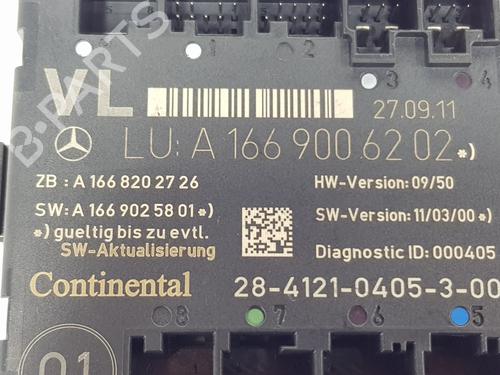 3 4
VL
27.09.11
LU: A 166 900 62 02 *)
ZB : A 166 820 27 26
HW-Version: 09/50
SW: A 166 902 58 01 *)
SW-Version: 11/03/00 *)
*) gueltig bis zu evtl.
SW-Aktualisierung
Diagnostic ID: 000405
Continental
28-4121-0405-3-00
8 7 6 5
01
B-PARTS